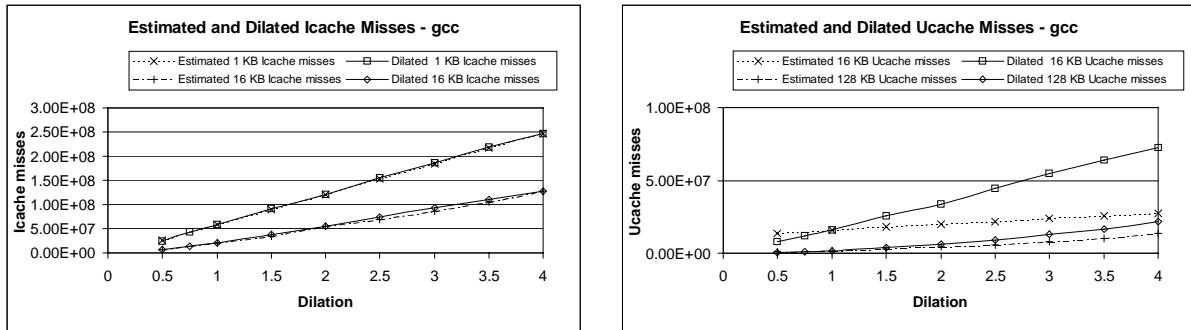 Estimated and Dilated Icache Misses - gcc
Estimated 1 KB Icache misses
Dilated 1 KB Icache misses
Estimated 16 KB Icache misses
Dilated 16 KB Icache misses
Icache misses
3.00E+08
2.50E+08
2.00E+08
1.50E+08
1.00E+08
5.00E+07
0.00E+00
0 0.5 1 1.5 2 2.5 3 3.5 4
Dilation
Estimated and Dilated Ucache Misses - gcc
Estimated 16 KB Ucache misses
Dilated 16 KB Ucache misses
Estimated 128 KB Ucache misses
Dilated 128 KB Ucache misses
Ucache misses
1.00E+08
5.00E+07
0.00E+00
0 0.5 1 1.5 2 2.5 3 3.5 4
Dilation